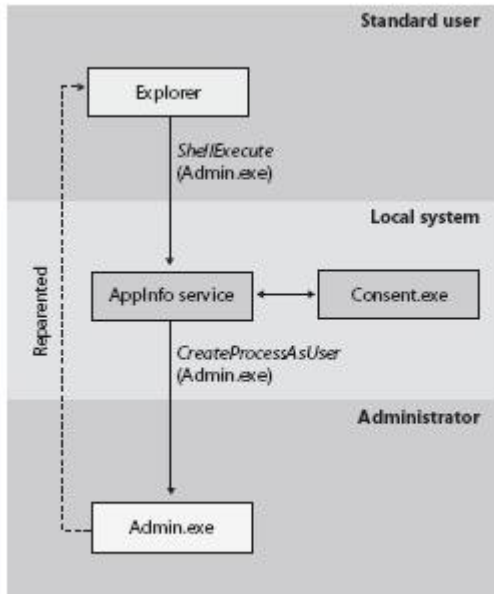 Standard user
Explorer
ShellExecute
(Admin.exe)
Local system
Reparented
AppInfo service
Consent.exe
CreateProcessAsUser
(Admin.exe)
Administrator
Admin.exe